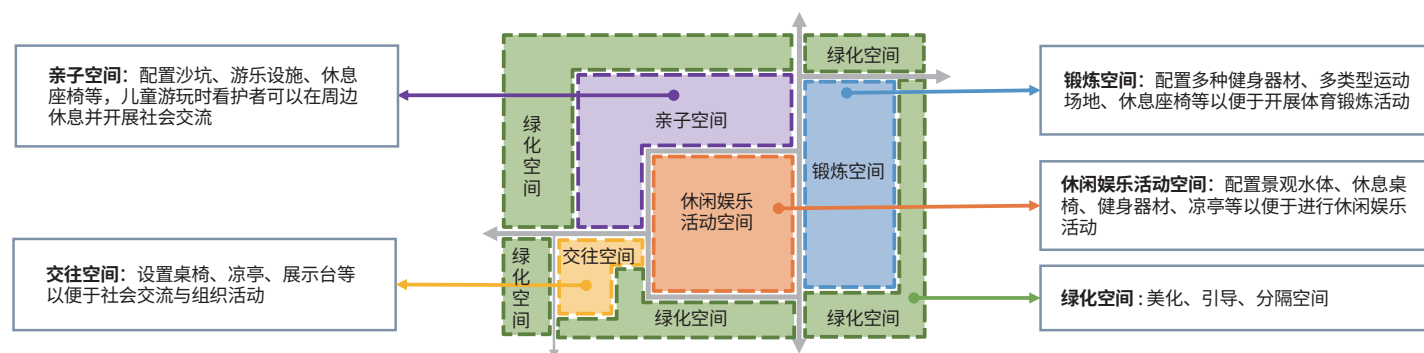 亲子空间：配置沙坑、游乐设施、休息
座椅等，儿童游玩时看护者可以在周边
休息并开展社会交流
交往空间：设置桌椅、凉亭、展示台等
以便于社会交流与组织活动
绿化空间
绿化空间
亲子空间
绿化空间
锻炼空间
休闲娱乐
活动空间
绿化空间
交往空间
绿化空间
绿化空间
锻炼空间：配置多种健身器材、多类型运动
场地、休息座椅等以便于开展体育锻炼活动
休闲娱乐活动空间：配置景观水体、休息桌
椅、健身器材、凉亭等以便于进行休闲娱乐
活动
绿化空间：美化、引导、分隔空间